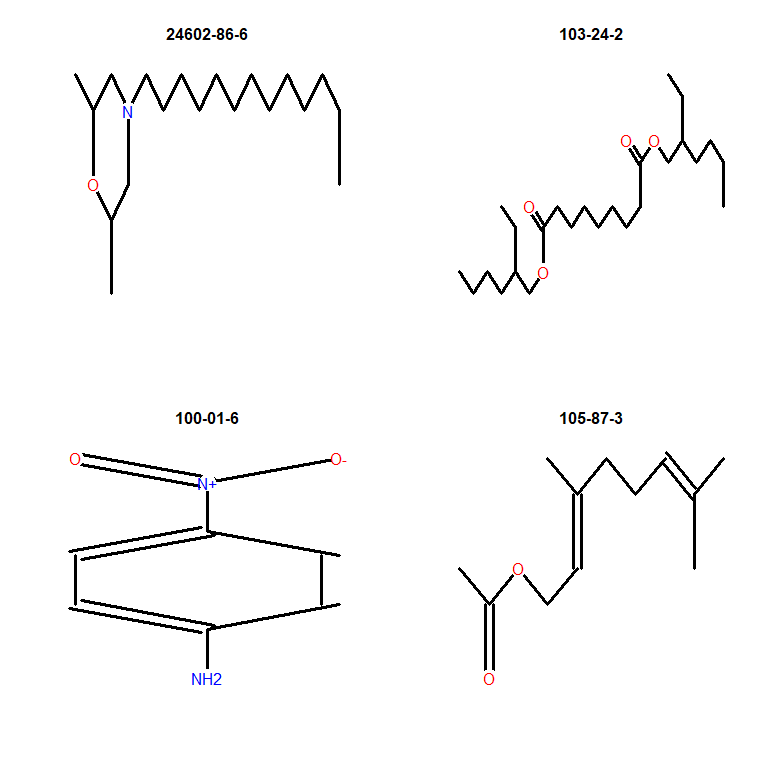 24602-86-6
103-24-2
N
O
O
O
O
O
100-01-6
105-87-3
O
O-
N+
NH2
O
O